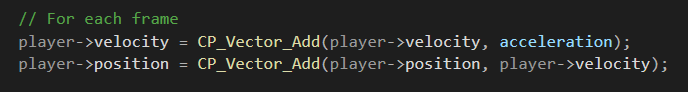 // For each frame
player->velocity = CP_Vector_Add(player->velocity, acceleration);
player->position = CP_Vector_Add(player->position, player->velocity);